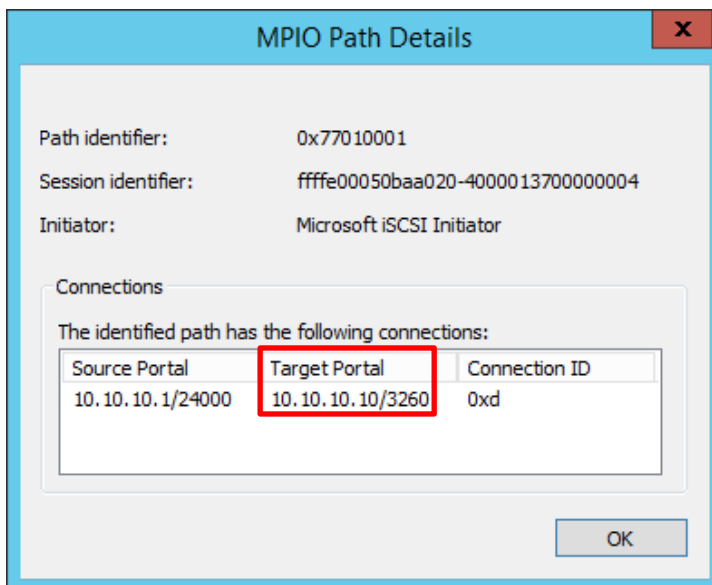 MPIO Path Details
x
Path identifier: 0x77010001
Session identifier: ffffe00050baa020-4000013700000004
Initiator: Microsoft iSCSI Initiator
Connections
The identified path has the following connections:
Source Portal Target Portal Connection ID
10.10.10.1/24000 10.10.10.10/3260 0xd
OK